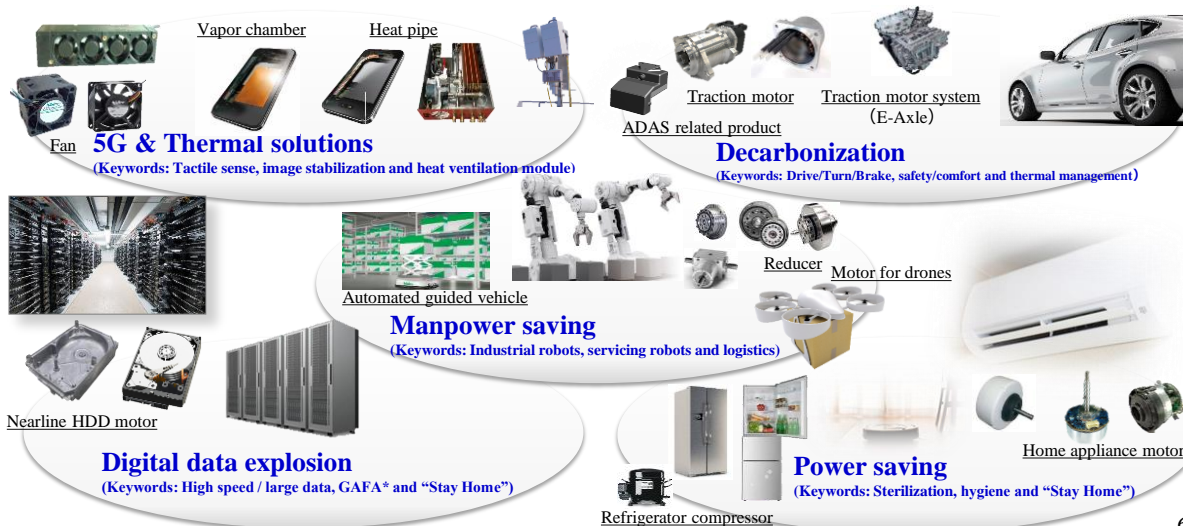 Vapor chamber
Heat pipe
Fan
5G & Thermal solutions
(Keywords: Tactile sense, image stabilization and heat ventilation module)
ADAS related product
Traction motor
Traction motor system
(E-Axle)
Decarbonization
(Keywords: Drive/Turn/Brake, safety/comfort and thermal management)
Automated guided vehicle
Reducer
Motor for drones
Manpower saving
(Keywords: Industrial robots, servicing robots and logistics)
Nearline HDD motor
Digital data explosion
(Keywords: High speed / large data, GAFA* and “Stay Home”)
Home appliance motor
Power saving
(Keywords: Sterilization, hygiene and “Stay Home”)
Refrigerator compressor